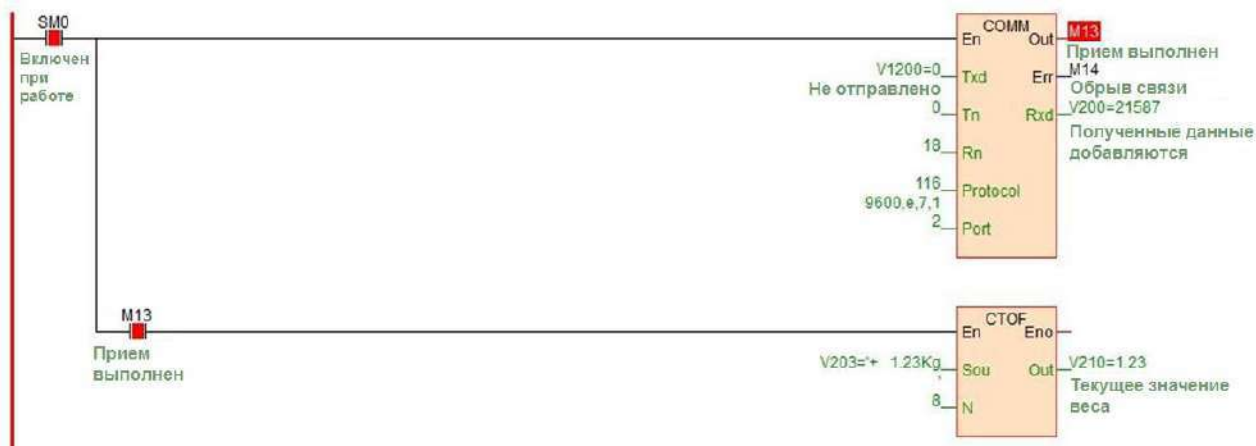 SM0
Включен
при
работе
COMM
En
Out
M13
Прием выполнен
V1200=0
Не отправлено
Txd
Err
M14
Обрыв связи
0
Tn
Rxd
V200=21587
Полученные данные
добавляются
18
Rn
116
9600,e,7,1
Protocol
2
Port
M13
Прием
выполнен
CTOF
En
Eno
V203='+ 1.23Kg
'
Sou
Out
V210=1.23
Текущее значение
веса
8
N